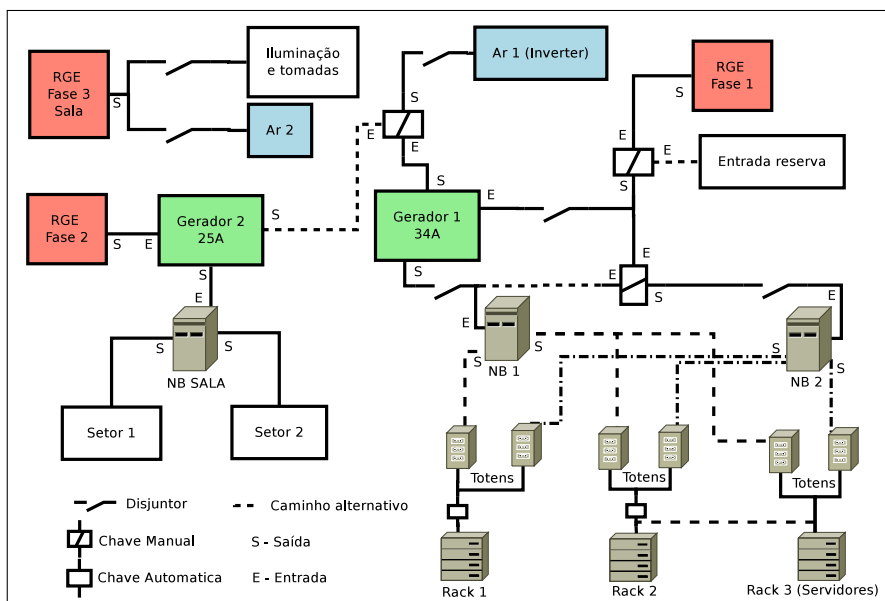 RGE
Fase 3
Sala
S
Iluminação
e tomadas
Ar 2
Ar 1 (Inverter)
S
E
E
S
RGE
Fase 1
S
E
E
S
Entrada reserva
RGE
Fase 2
S
E
Gerador 2
25A
S
S
E
Gerador 1
34A
E
S
E
E
S
NB SALA
S
S
Setor 1
Setor 2
E
S
S
NB 1
E
S
S
NB 2
Totens
Totens
Totens
Rack 1
Rack 2
Rack 3 (Servidores)
Disjuntor
Caminho alternativo
Chave Manual
S - Saída
Chave Automatica
E - Entrada